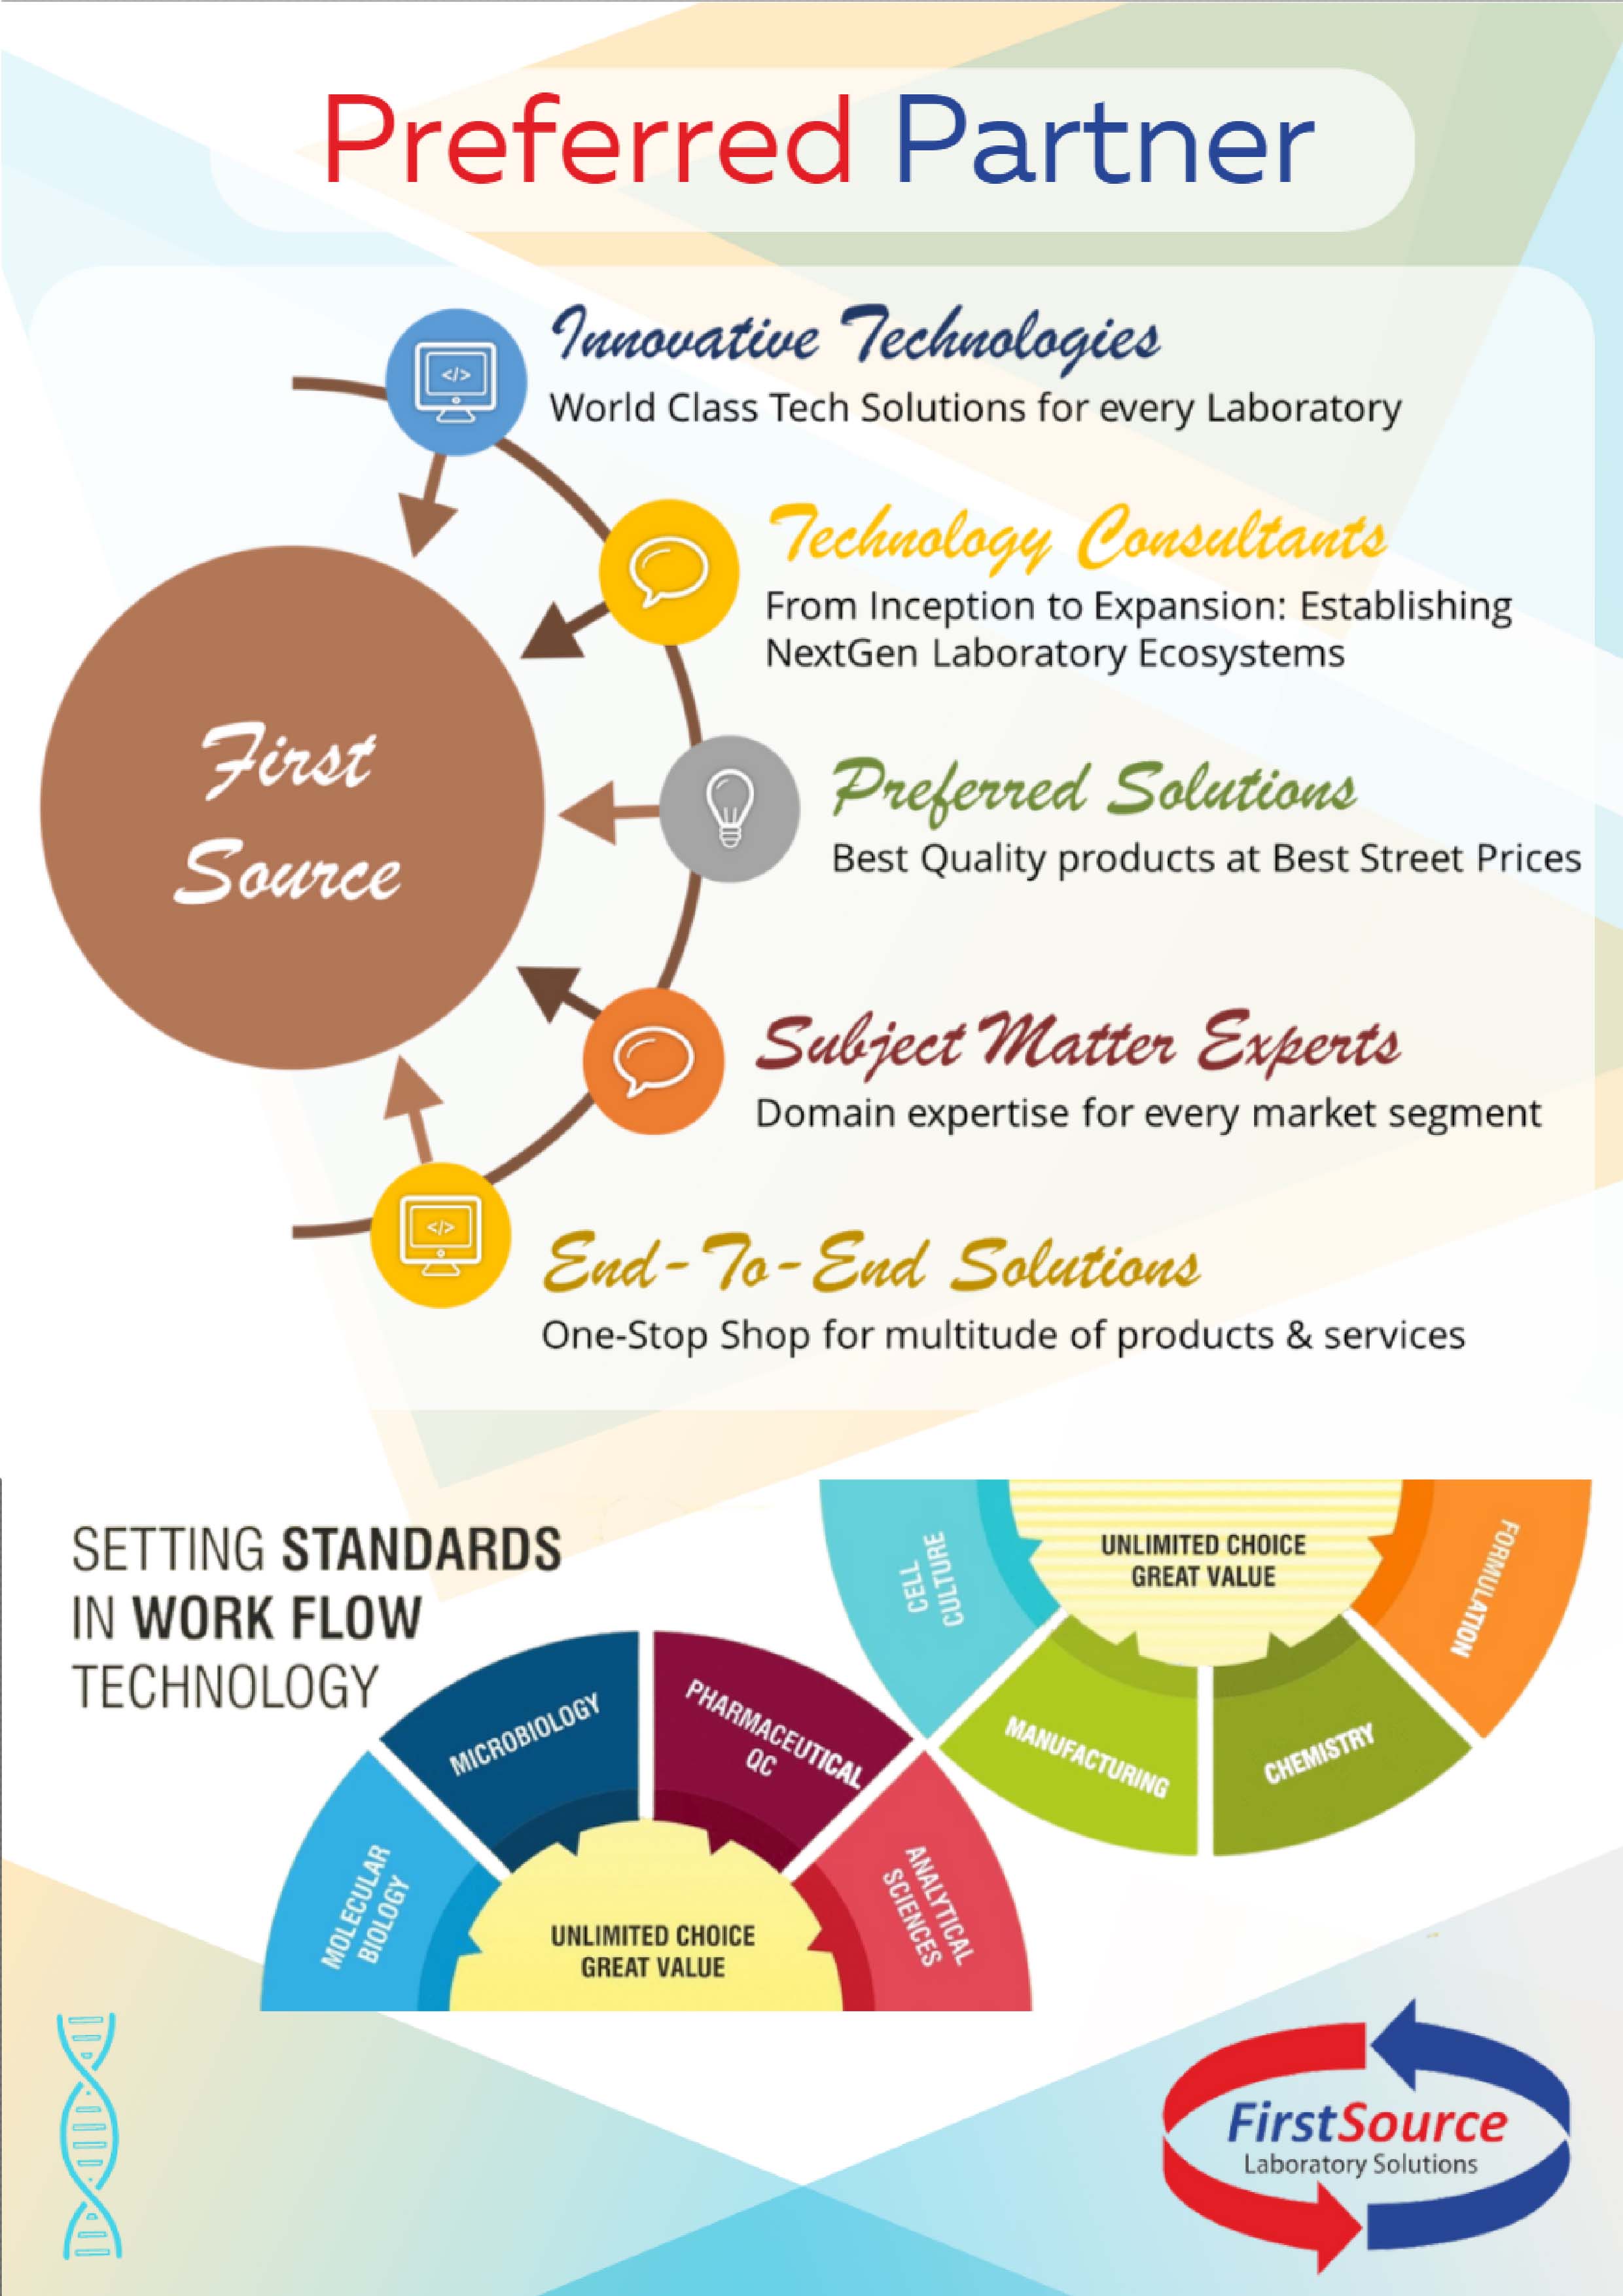 Preferred Partner
Innovative Technologies
World Class Tech Solutions for every Laboratory
Technology Consultants
From Inception to Expansion: Establishing
NextGen Laboratory Ecosystems
First
Source
Preferred Solutions
Best Quality products at Best Street Prices
Subject Matter Experts
Domain expertise for every market segment
</>
</>
End-To-End Solutions
One-Stop Shop for multitude of products & services
SETTING STANDARDS
IN WORK FLOW
TECHNOLOGY
MOLECULAR
BIOLOGY
MICROBIOLOGY
PHARMACEUTICAL
QC
ANALYTICAL
SCIENCES
UNLIMITED CHOICE
GREAT VALUE
CELL
CULTURE
MANUFACTURING
CHEMISTRY
FORMULATION
UNLIMITED CHOICE
GREAT VALUE
FirstSource
Laboratory Solutions